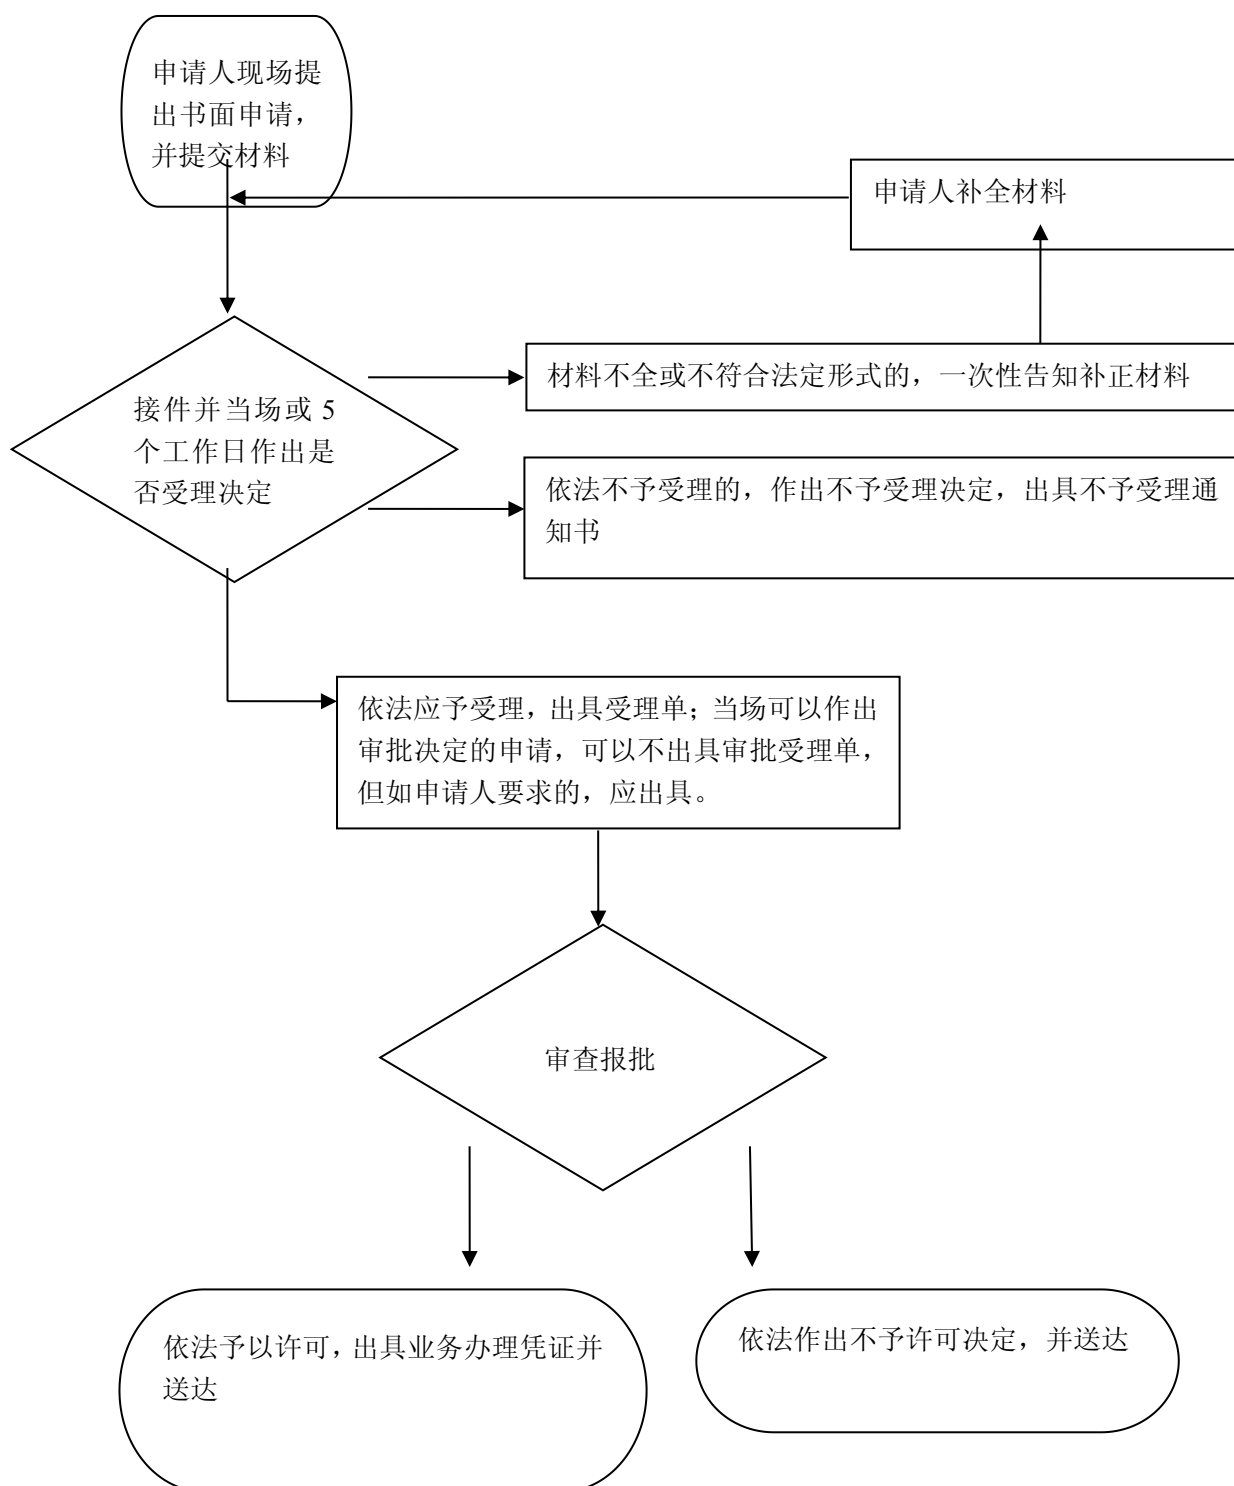 申请人现场提
出书面申请，
并提交材料
申请人补全材料
材料不全或不符合法定形式的，一次性告知补正材料
接件并当场或 5
个工作日作出是
否受理决定
依法不予受理的，作出不予受理决定，出具不予受理通
知书
依法应予受理，出具受理单；当场可以作出
审批决定的申请，可以不出具审批受理单，
但如申请人要求的，应出具。
审查报批
依法予以许可，出具业务办理凭证并
送达
依法作出不予许可决定，并送达